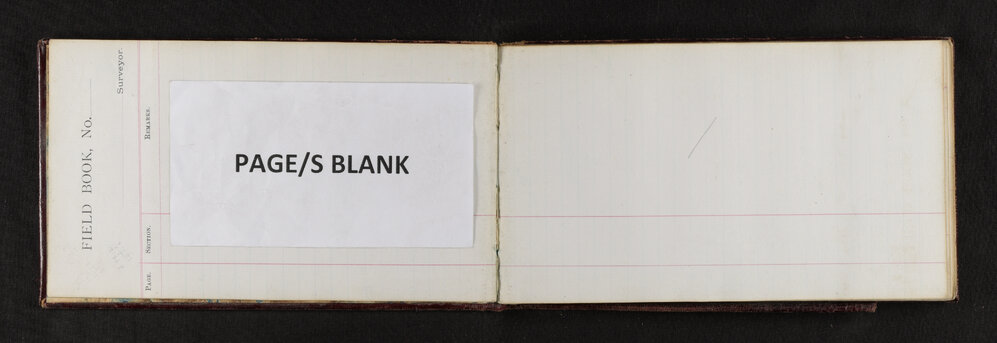 FIELD BOOK, No.
Surveyor.
REMARKS.
SECTION.
PAGE.
PAGE/S BLANK